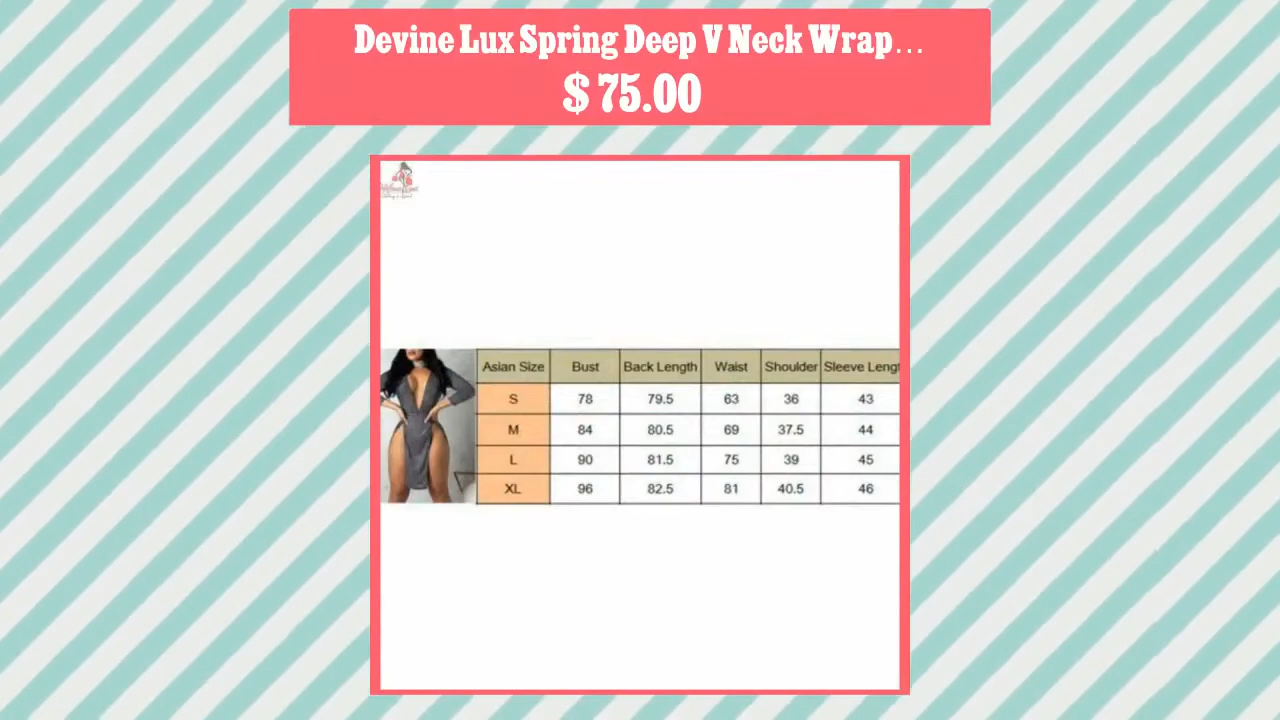 Devine Lux Spring Deep V Neck Wrap...
$ 75.00
Asian Size Bust Back Length Waist Shoulder Sleeve Lengt
S 78 79.5 63 36 43
M 84 80.5 69 37.5 44
L 90 81.5 75 39 45
XL 96 82.5 81 40.5 46